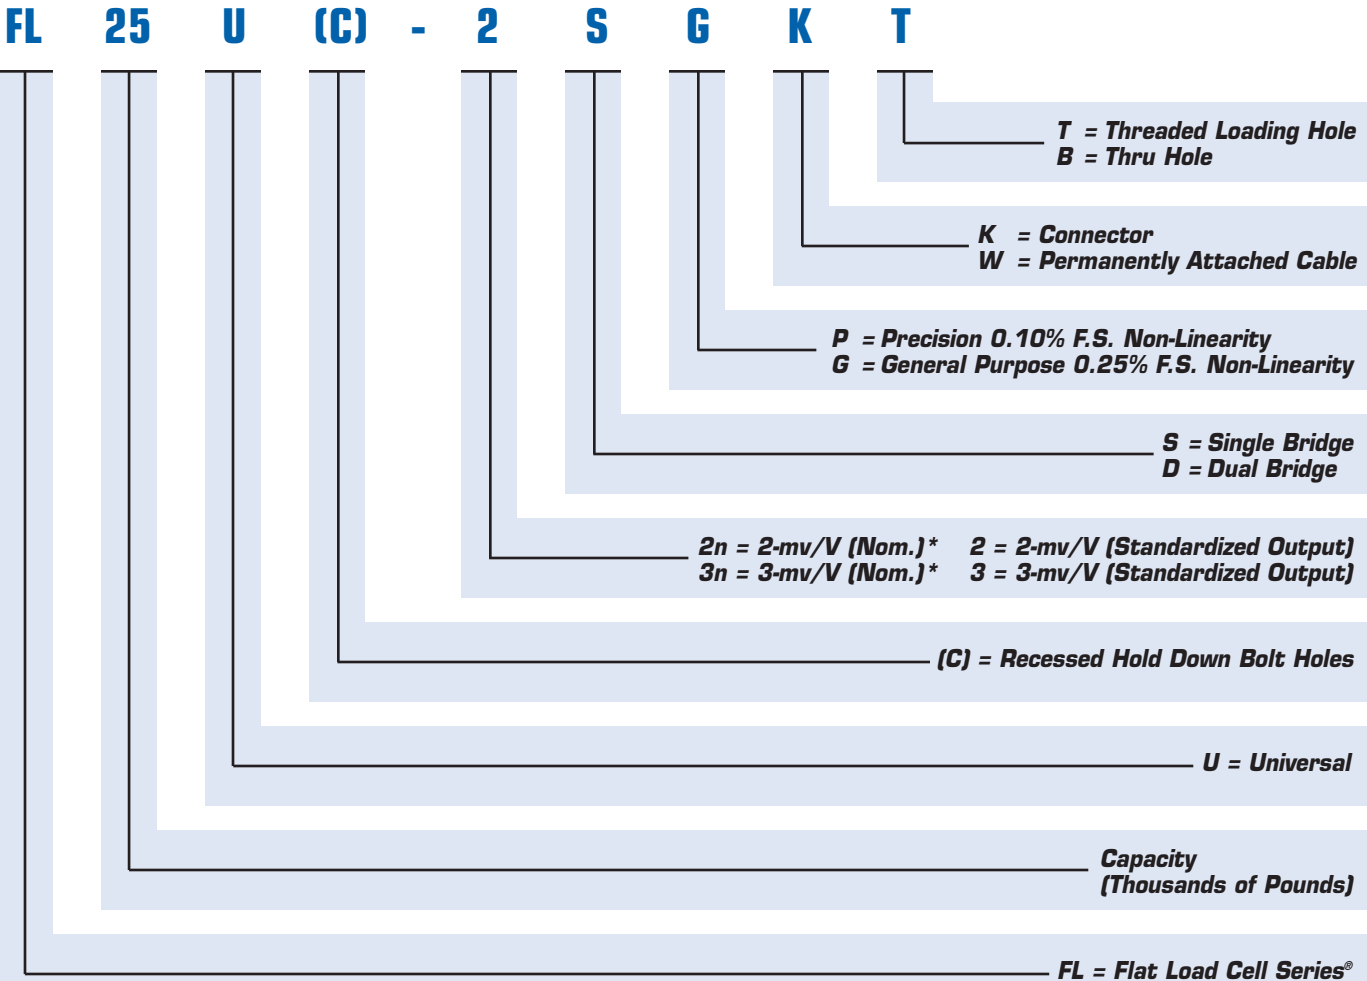 FL 25 U (C) - 2 S G K T
T = Threaded Loading Hole
B = Thru Hole
K = Connector
W = Permanently Attached Cable
P = Precision 0.10% F.S. Non-Linearity
G = General Purpose 0.25% F.S. Non-Linearity
S = Single Bridge
D = Dual Bridge
2n = 2-mv/V (Nom.)* 2 = 2-mv/V (Standardized Output)
3n = 3-mv/V (Nom.)* 3 = 3-mv/V (Standardized Output)
(C) = Recessed Hold Down Bolt Holes
U = Universal
Capacity
(Thousands of Pounds)
FL = Flat Load Cell Series®